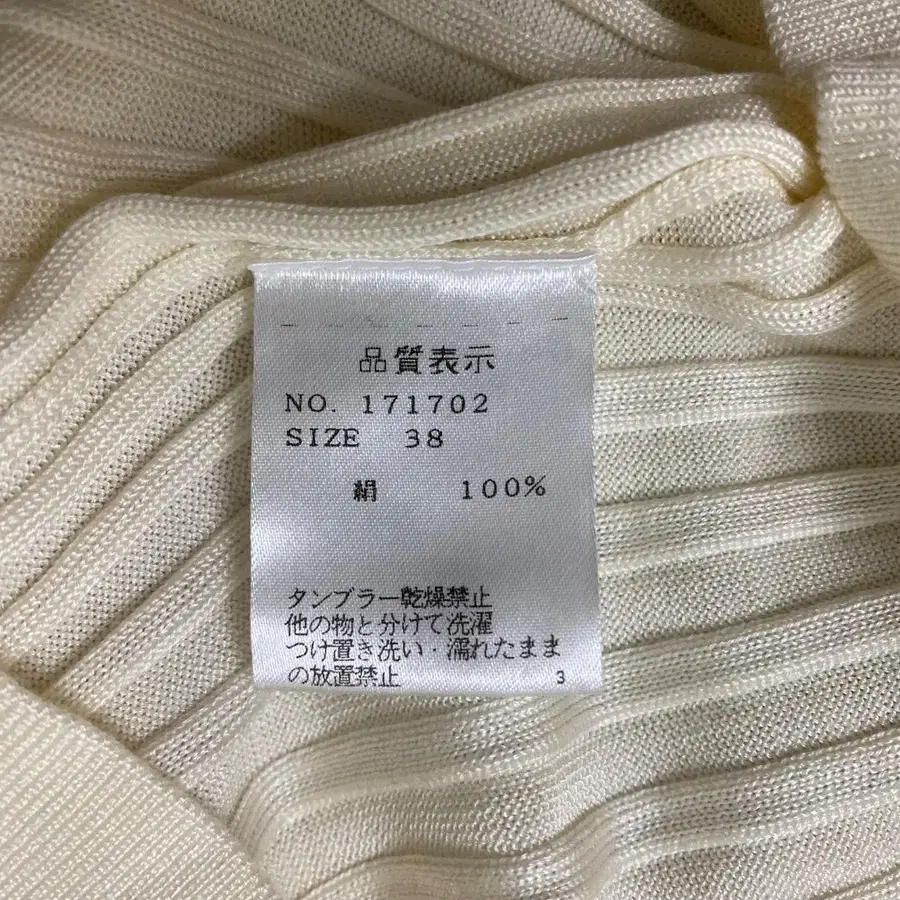 品質表示
NO. 171702
SIZE 38
絹 100%
タンブラー乾燥禁止
他の物と分けて洗濯
つけ置き洗い・濡れたまま
の放置禁止 3